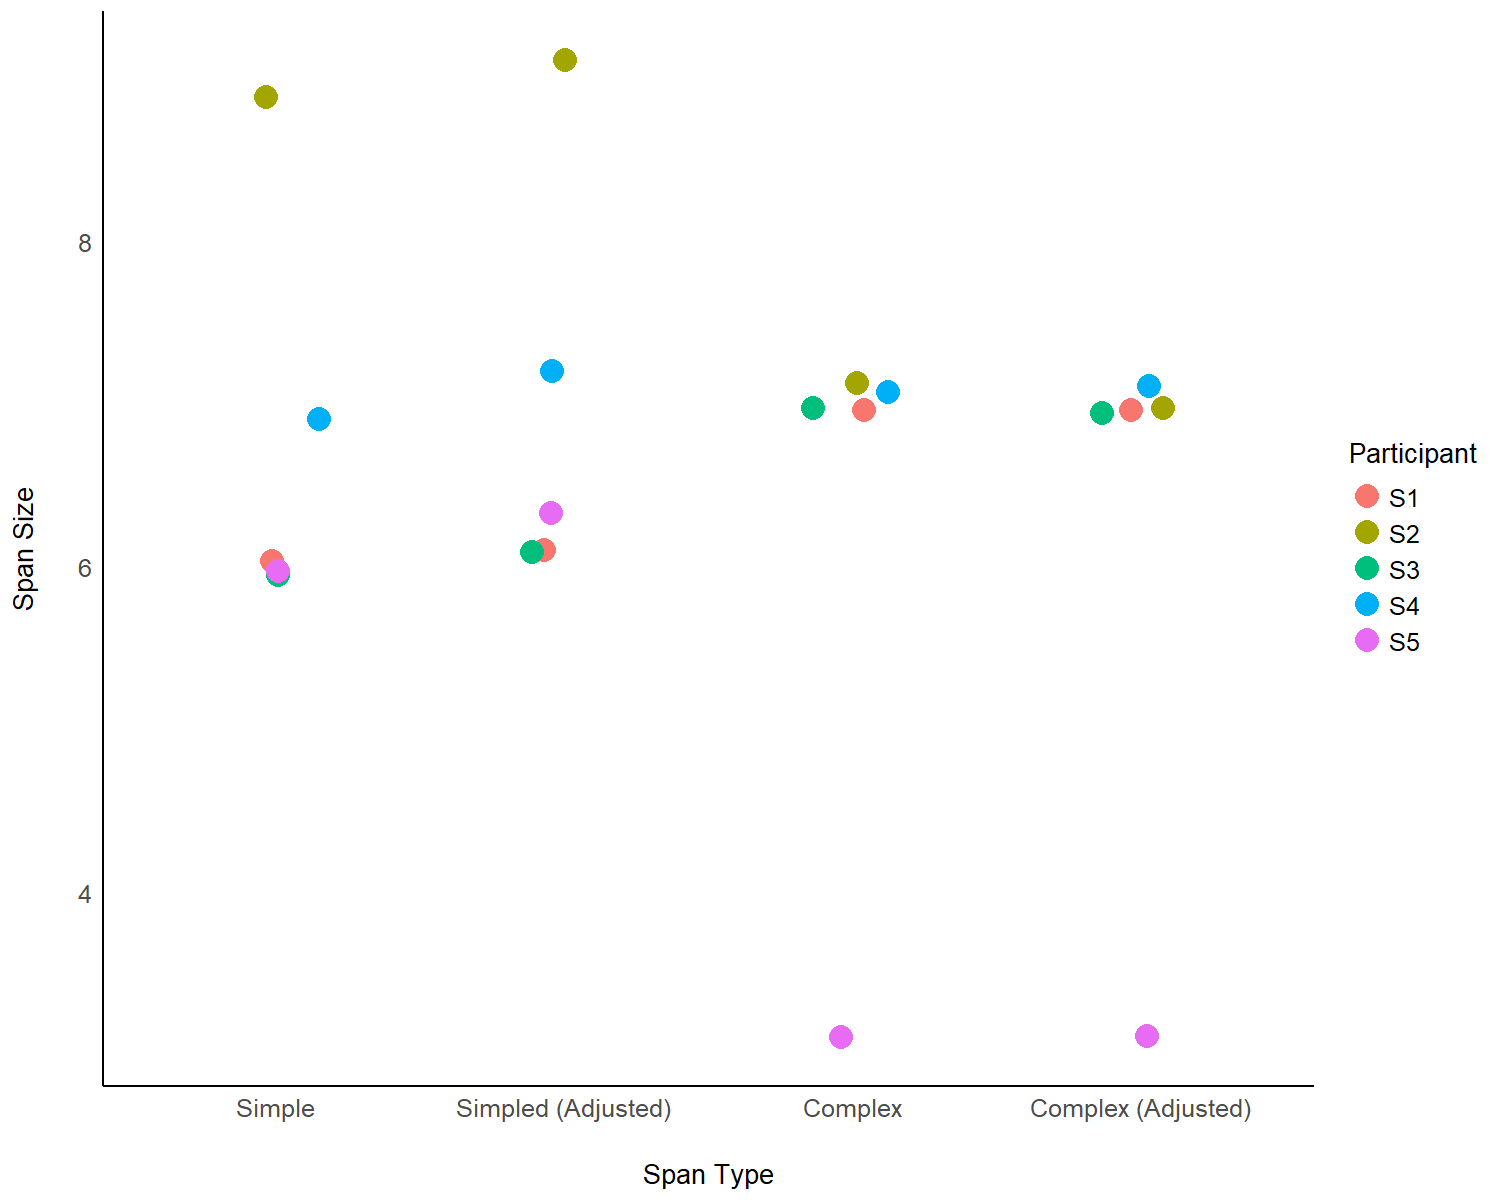 8
6
4
Span Size
Simple
Simpled (Adjusted)
Complex
Complex (Adjusted)
Span Type
Participant
S1
S2
S3
S4
S5